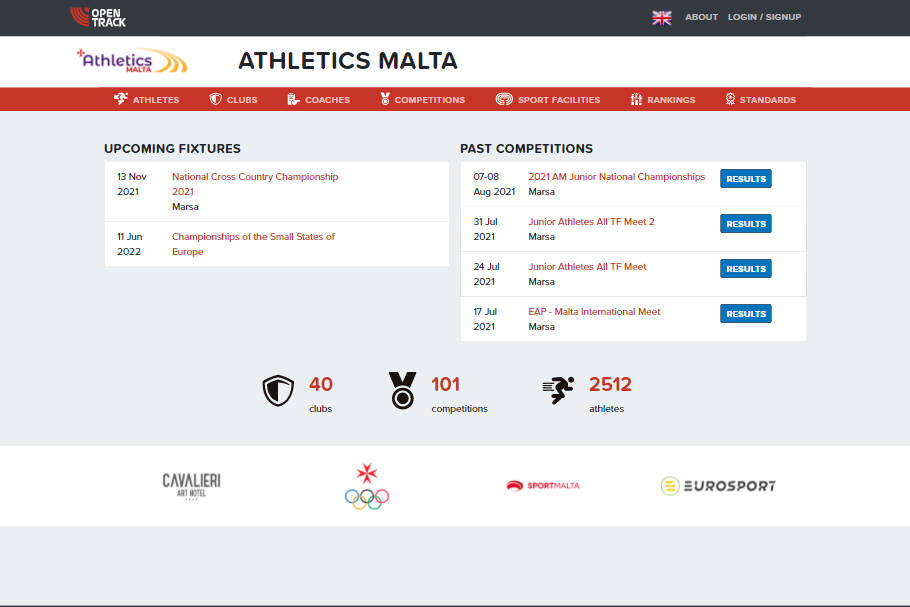 OPEN
TRACK
ABOUT LOGIN / SIGNUP
Athletics
MALTA
ATHLETICS MALTA
ATHLETES CLUBS COACHES COMPETITIONS SPORT FACILITIES RANKINGS STANDARDS
UPCOMING FIXTURES
13 Nov
2021
National Cross Country Championship
2021
Marsa
11 Jun
2022
Championships of the Small States of
Europe
PAST COMPETITIONS
07-08
Aug 2021
2021 AM Junior National Championships
Marsa
RESULTS
31 Jul
2021
Junior Athletes All TF Meet 2
Marsa
RESULTS
24 Jul
2021
Junior Athletes All TF Meet
Marsa
RESULTS
17 Jul
2021
EAP - Malta International Meet
Marsa
RESULTS
40
clubs
101
competitions
2512
athletes
CAVALIERI
ART HOTEL
SPORTMALTA
EUROSPORT